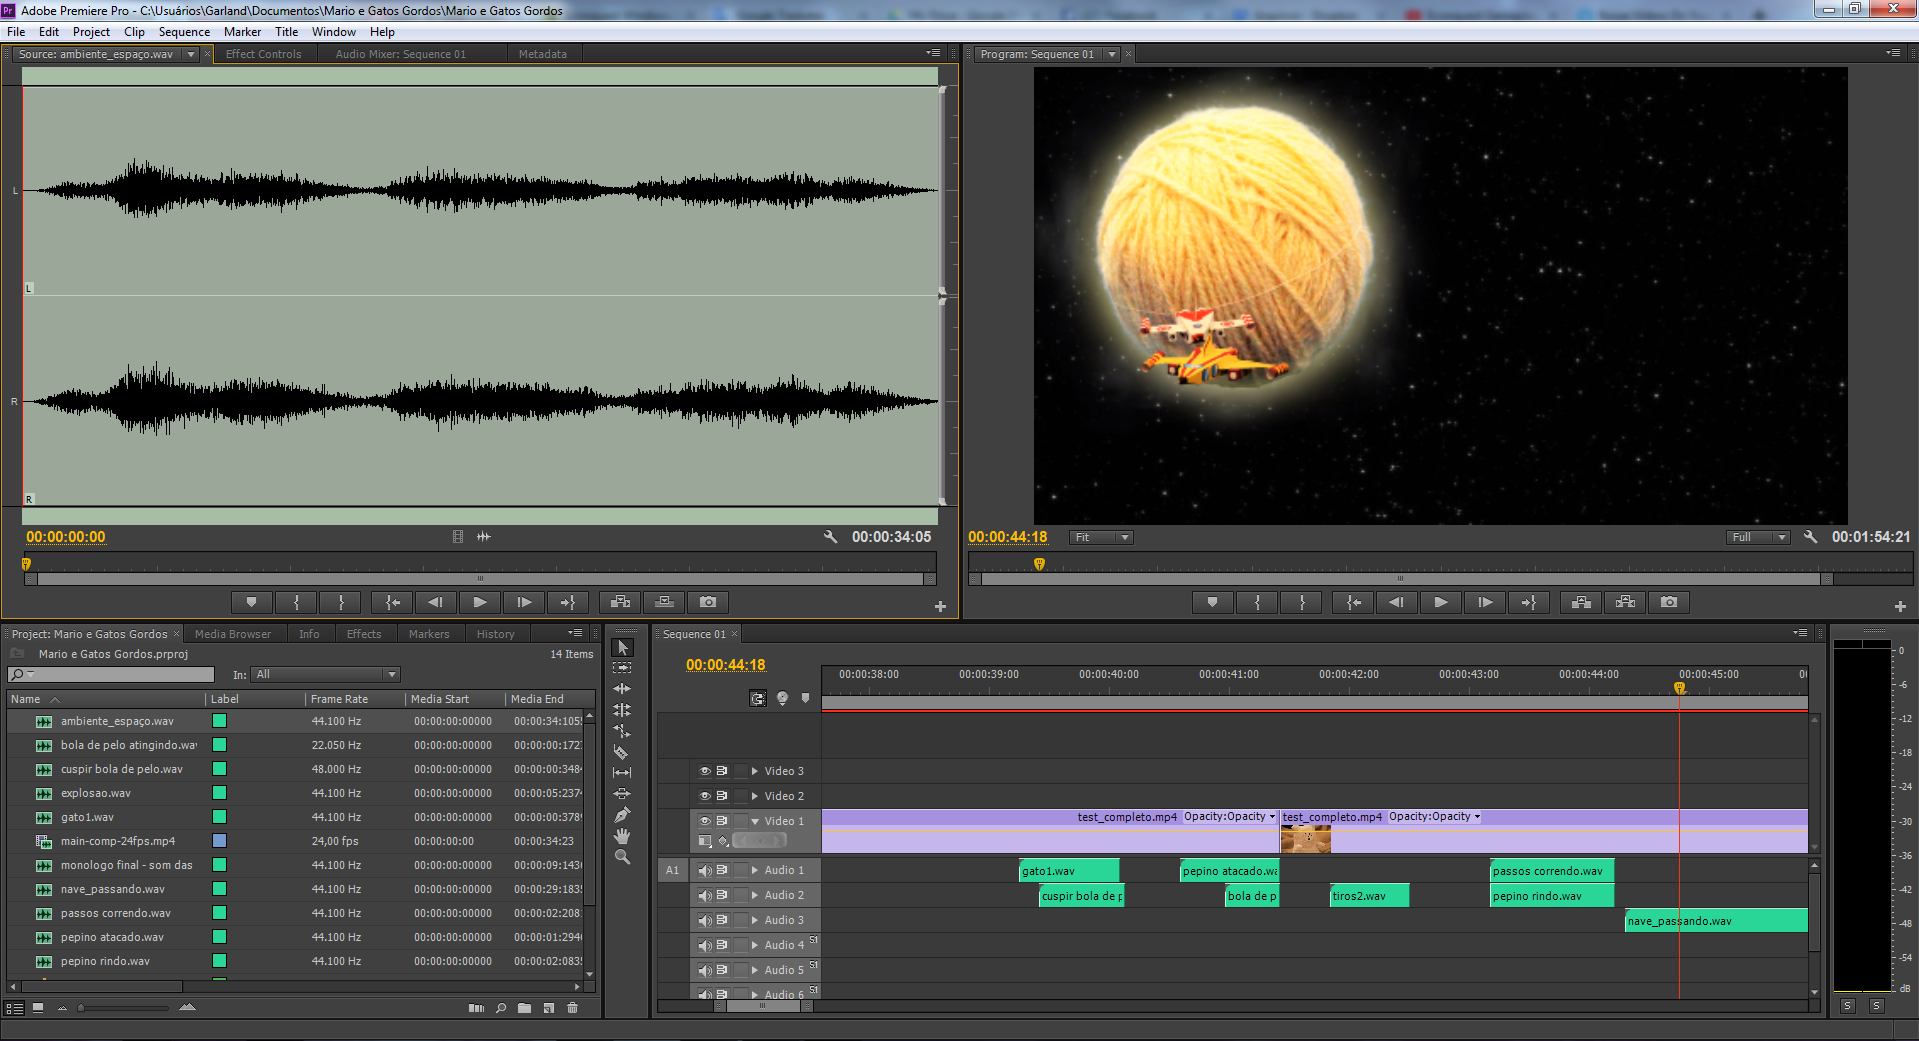 Pr Adobe Premiere Pro - C:\Usuários\Garland\Documentos\Mario e Gatos Gordos\Mario e Gatos Gordos
File Edit Project Clip Sequence Marker Title Window Help
Source: ambiente_espaço.wav Effect Controls Audio Mixer: Sequence 01 Metadata
Program: Sequence 01
L
L
R
R
00:00:00:00 00:00:34:05
00:00:44:18 Fit Full 00:01:54:21
Project: Mario e Gatos Gordos Media Browser Info Effects Markers History
Mario e Gatos Gordos.prproj 14 Items
In: All
Name Label Frame Rate Media Start Media End
ambiente_espaço.wav 44.100 Hz 00:00:00:00000 00:00:34:1055
bola de pelo atingindo.wav 22.050 Hz 00:00:00:00000 00:00:00:172
cuspir bola de pelo.wav 48.000 Hz 00:00:00:00000 00:00:00:3484
explosao.wav 44.100 Hz 00:00:00:00000 00:00:05:2374
gato1.wav 44.100 Hz 00:00:00:00000 00:00:00:3789
main-comp-24fps.mp4 24,00 fps 00:00:00:00 00:00:34:23
monologo final - som das 44.100 Hz 00:00:00:00000 00:00:09:1436
nave_passando.wav 44.100 Hz 00:00:00:00000 00:00:29:1835
passos correndo.wav 44.100 Hz 00:00:00:00000 00:00:02:2081
pepino atacado.wav 44.100 Hz 00:00:00:00000 00:00:01:2946
pepino rindo.wav 44.100 Hz 00:00:00:00000 00:00:02:0835
Sequence 01
00:00:44:18
00:00:38:00 00:00:39:00 00:00:40:00 00:00:41:00 00:00:42:00 00:00:43:00 00:00:44:00 00:00:45:00 0
Video 3
Video 2
Video 1 test_completo.mp4 Opacity:Opacity test_completo.mp4 Opacity:Opacity
A1 Audio 1 gato1.wav pepino atacado.wa passos correndo.wav
Audio 2 cuspir bola de p bola de p tiros2.wav pepino rindo.wav
Audio 3 nave_passando.wav
Audio 4 51
Audio 5 51
Audio 6 51
0
-6
-12
-18
-24
-30
-36
-42
-48
-54
dB
S S